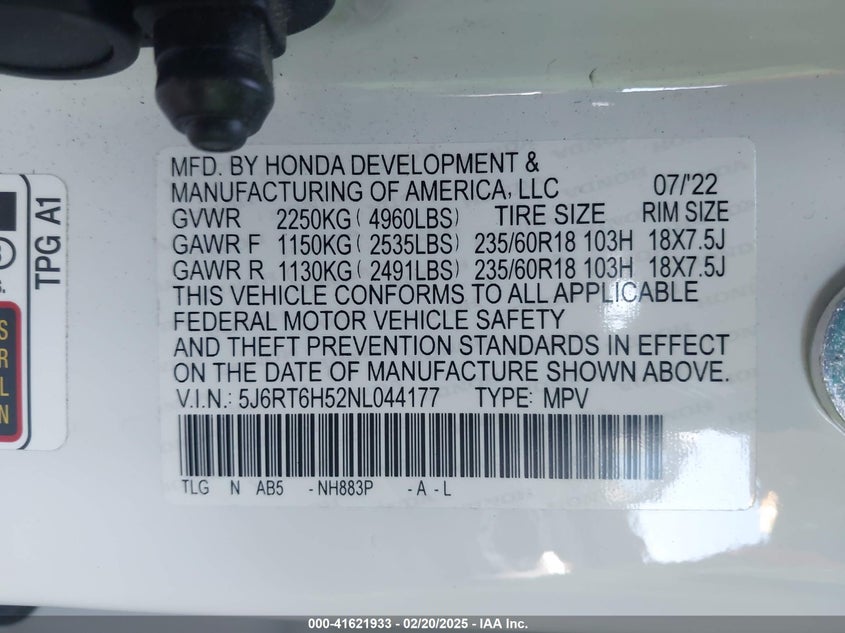 MFD. BY HONDA DEVELOPMENT &
MANUFACTURING OF AMERICA, LLC 07/'22
GVWR 2250KG ( 4960LBS) TIRE SIZE RIM SIZE
GAWR F 1150KG ( 2535LBS) 235/60R18 103H 18X7.5J
GAWR R 1130KG ( 2491LBS) 235/60R18 103H 18X7.5J
THIS VEHICLE CONFORMS TO ALL APPLICABLE
FEDERAL MOTOR VEHICLE SAFETY
AND THEFT PREVENTION STANDARDS IN EFFECT
ON THE DATE OF MANUFACTURE SHOWN ABOVE.
V.I.N.: 5J6RT6H52NL044177 TYPE: MPV
TLG N AB5 -NH883P -A -L
TPG A1
000-41621933 - 02/20/2025 - IAA Inc.